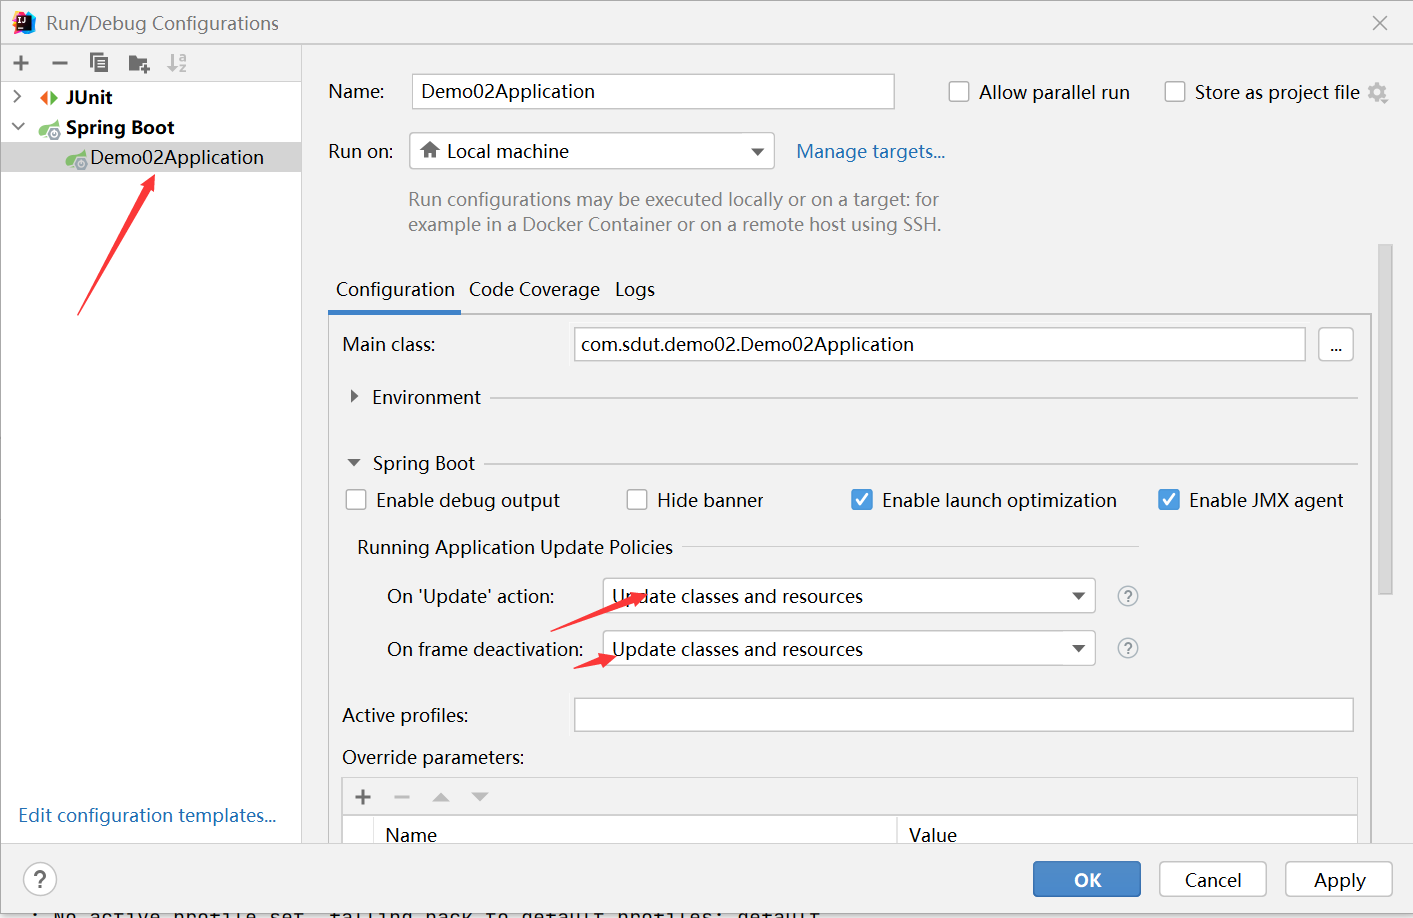 Run/Debug Configurations
JUnit
Spring Boot
Demo02Application
Edit configuration templates...
Name: Demo02Application Allow parallel run Store as project file
Run on: Local machine Manage targets...
Run configurations may be executed locally or on a target: for
example in a Docker Container or on a remote host using SSH.
Configuration Code Coverage Logs
Main class: com.sdut.demo02.Demo02Application ...
Environment
Spring Boot
Enable debug output Hide banner Enable launch optimization Enable JMX agent
Running Application Update Policies
On 'Update' action: Update classes and resources ?
On frame deactivation: Update classes and resources ?
Active profiles:
Override parameters:
Name Value
? OK Cancel Apply
: No active profile set, falling back to default profiles: default